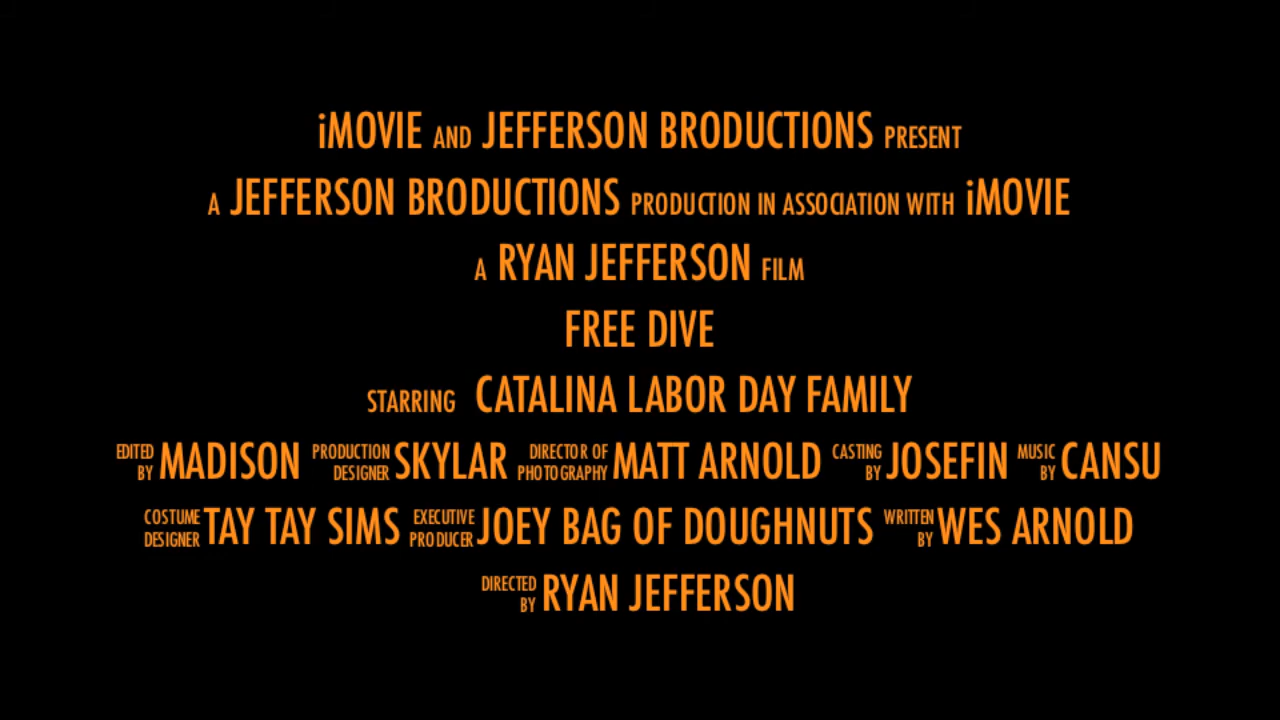 iMOVIE AND JEFFERSON BRODUCTIONS PRESENT
A JEFFERSON BRODUCTIONS PRODUCTION IN ASSOCIATION WITH iMOVIE
A RYAN JEFFERSON FILM
FREE DIVE
STARRING CATALINA LABOR DAY FAMILY
EDITED BY MADISON PRODUCTION DESIGNER SKYLAR DIRECTOR OF PHOTOGRAPHY MATT ARNOLD CASTING BY JOSEFIN MUSIC BY CANSU
COSTUME DESIGNER TAY TAY SIMS EXECUTIVE PRODUCER JOEY BAG OF DOUGHNUTS WRITTEN BY WES ARNOLD
DIRECTED BY RYAN JEFFERSON